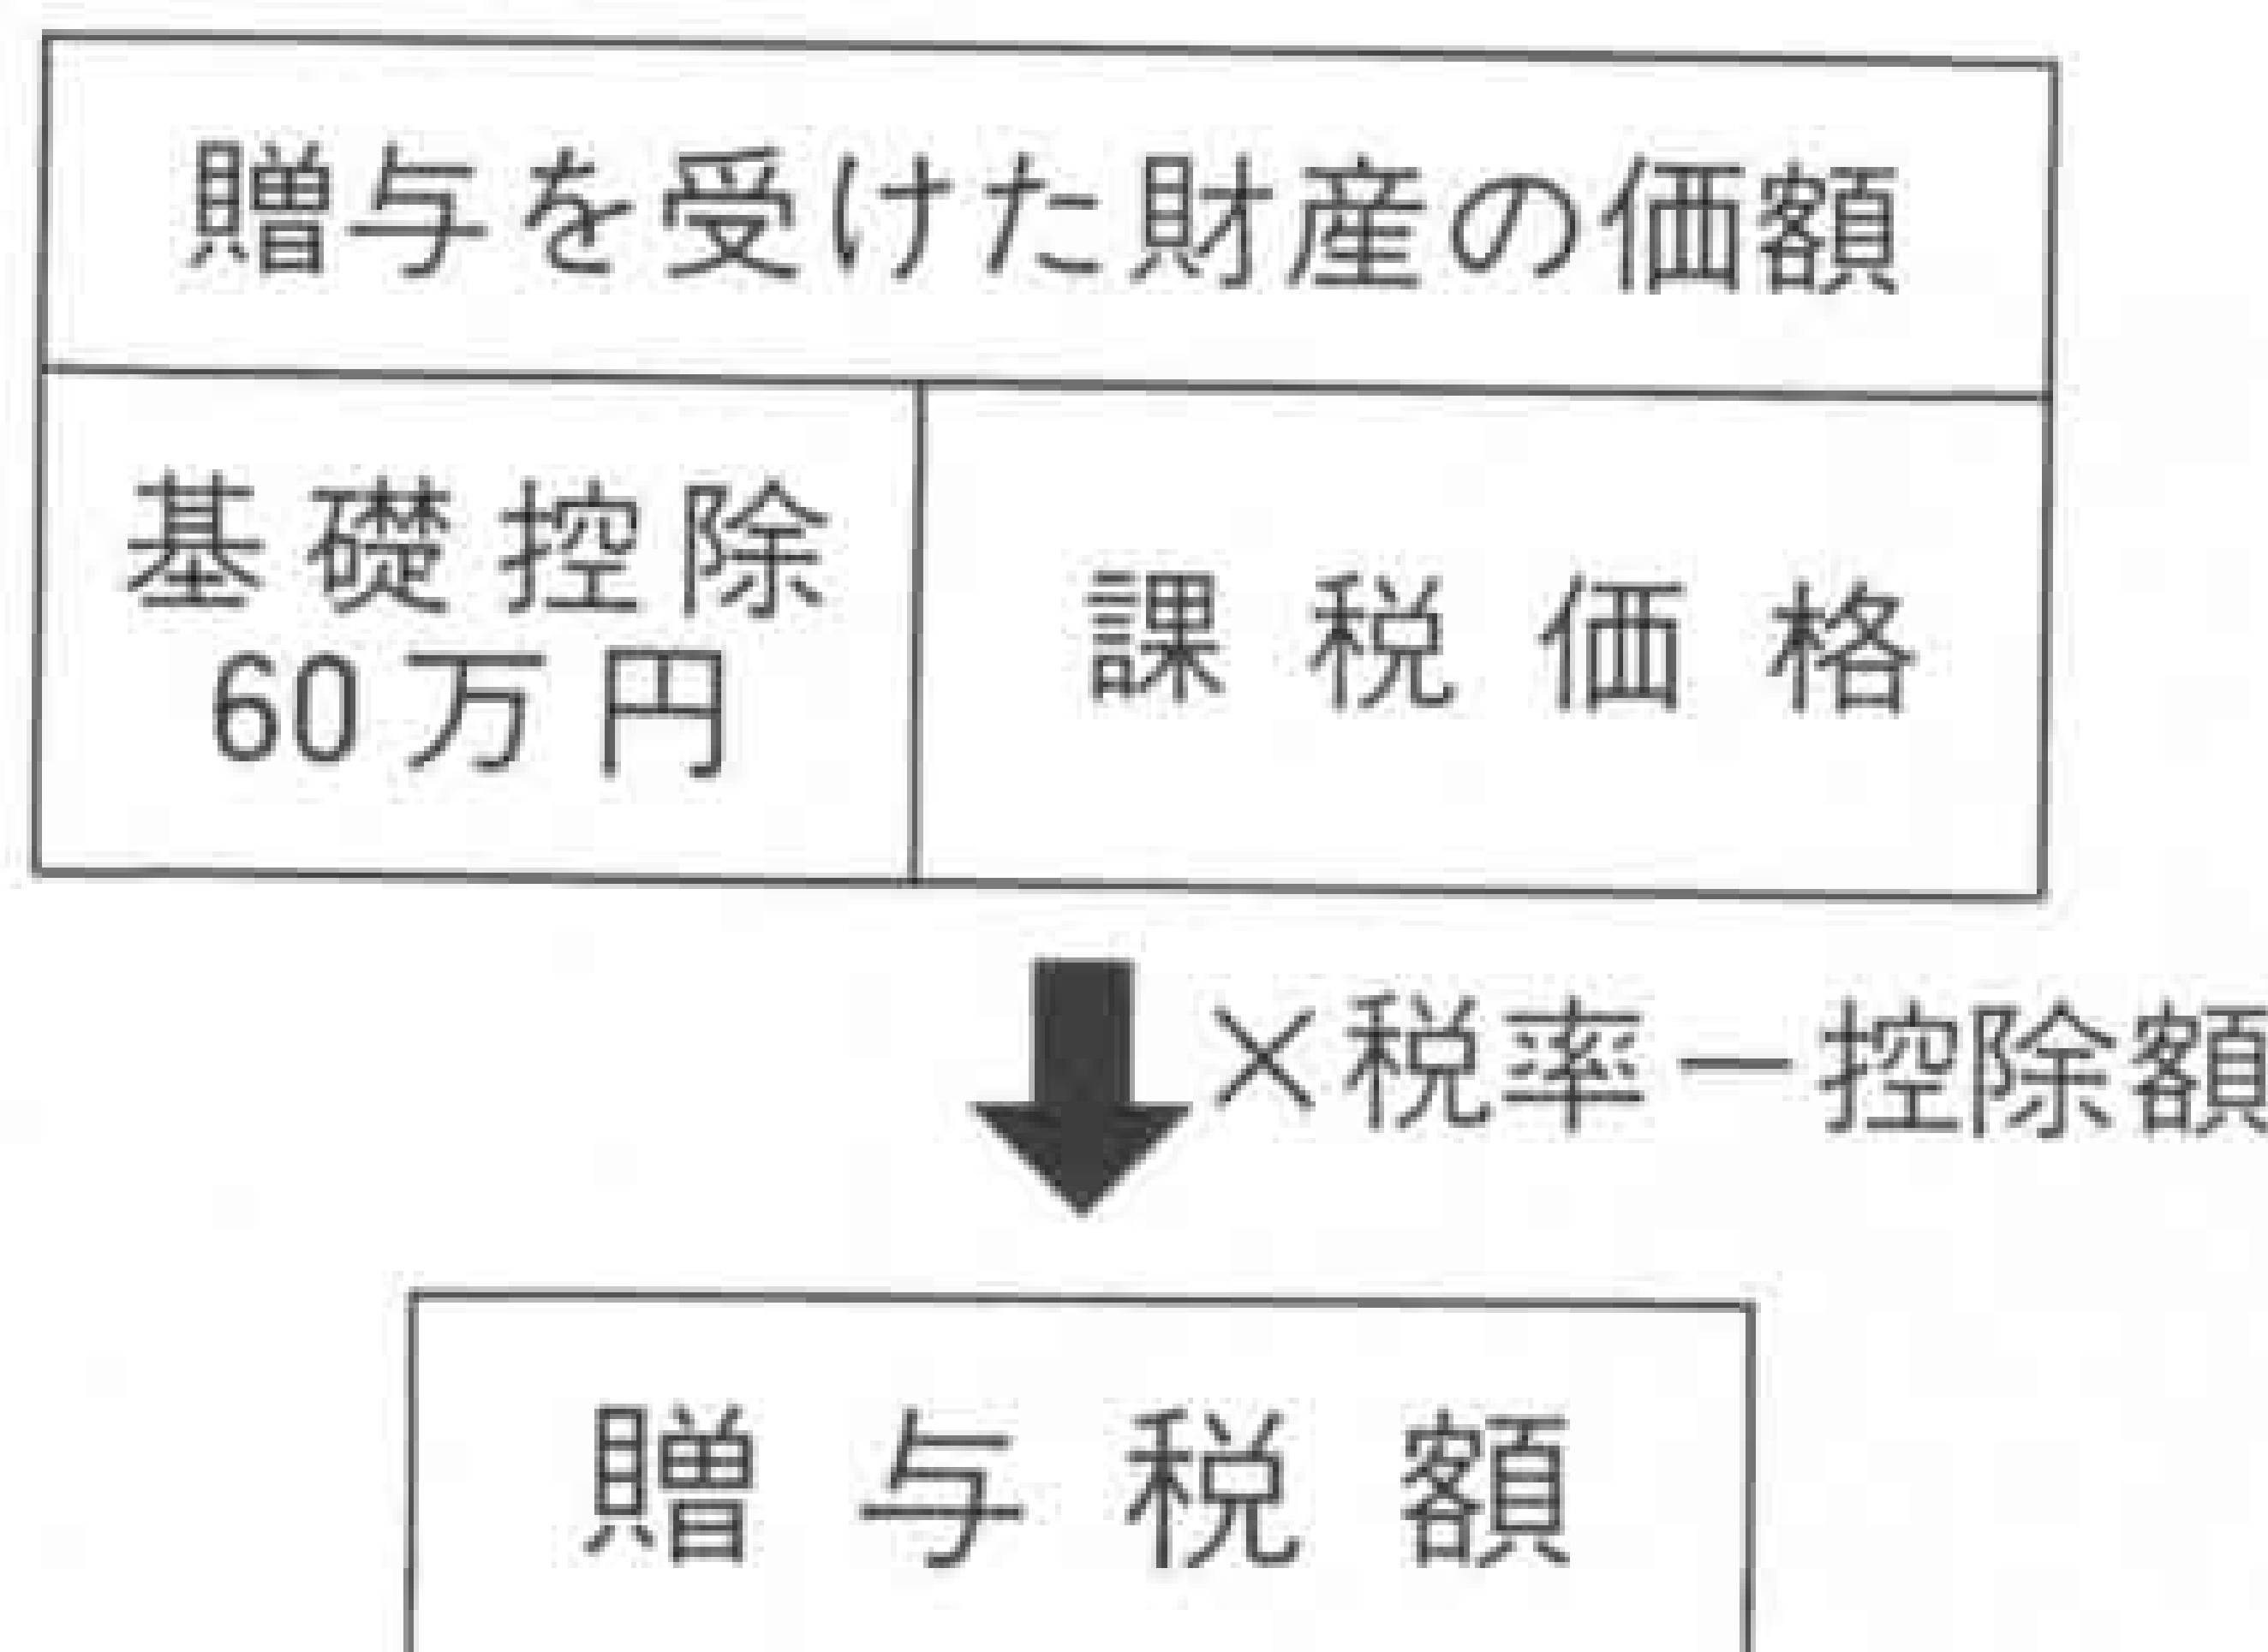 贈与を受けた財産の価額
基礎控除
60万円
課税価格
×税率－控除額
贈与税額